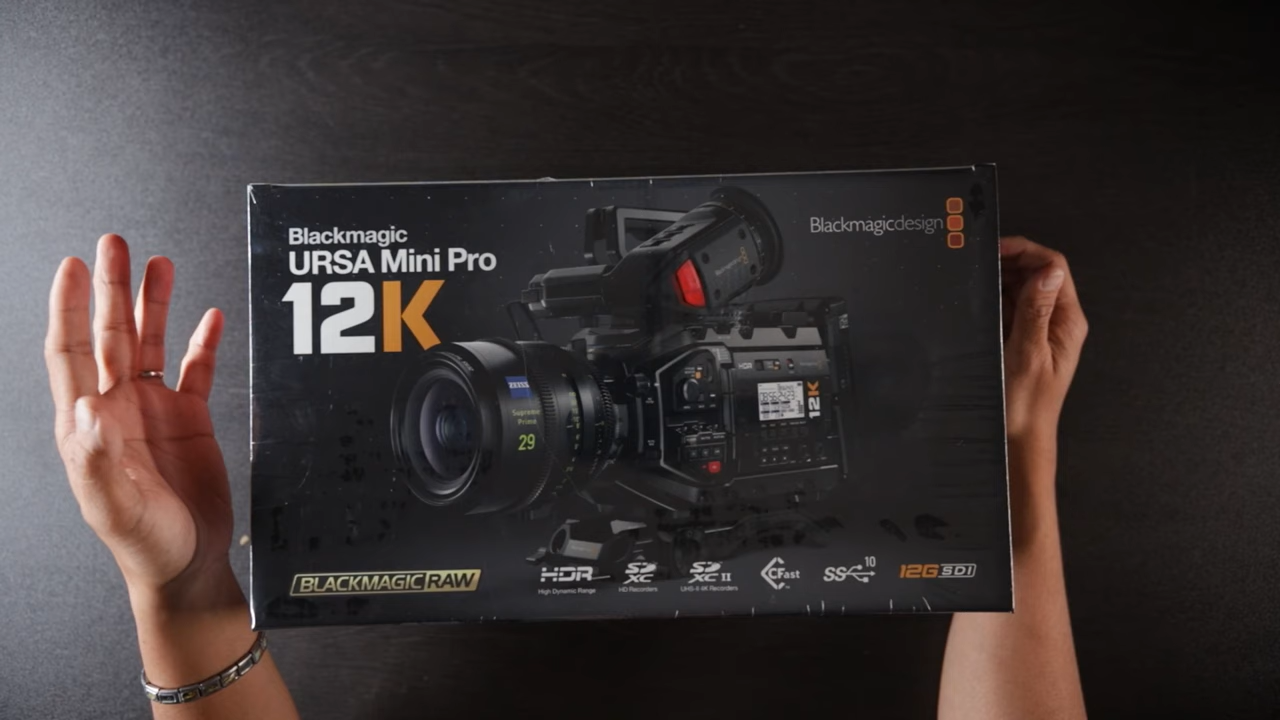 Blackmagic
URSA Mini Pro
12K
Blackmagicdesign
ZEISS
Supreme
Prime
29
HDR
12K
BLACKMAGIC RAW
HDR
High Dynamic Range
SD XC
HD Recorders
SD XC II
UHS-II 4K Recorders
CFast
SS 10
12G SDI